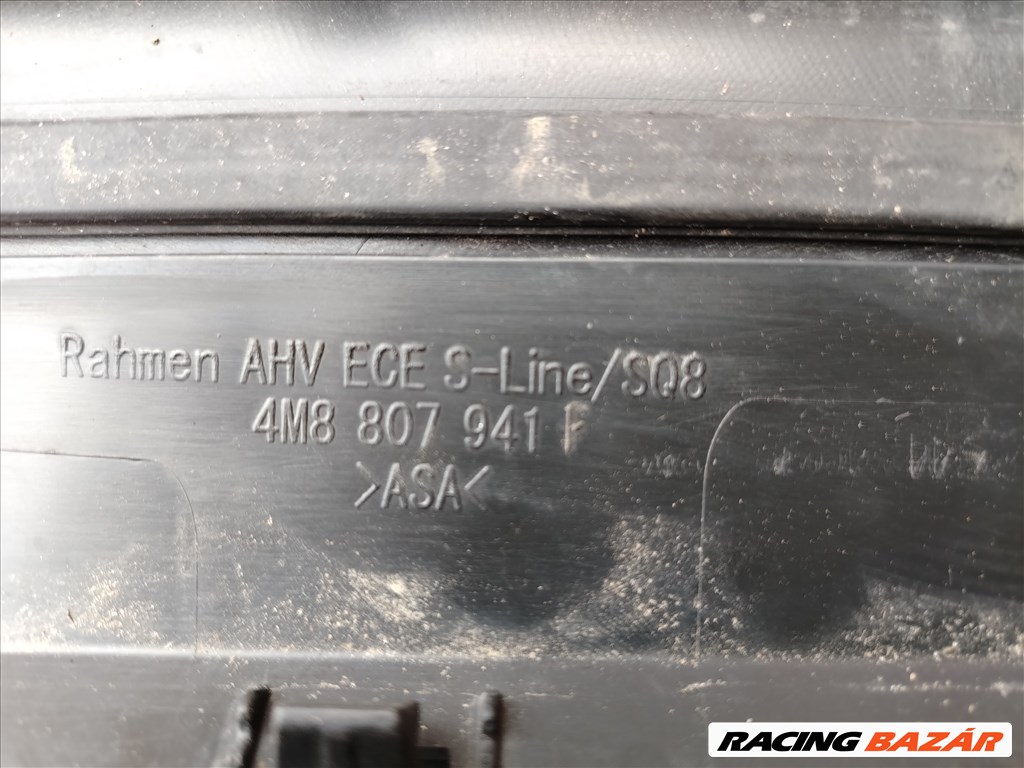 Rahmen AHV ECE S-Line/SQ8
4M8 807 941 F
>ASA<
RACING BAZÁR